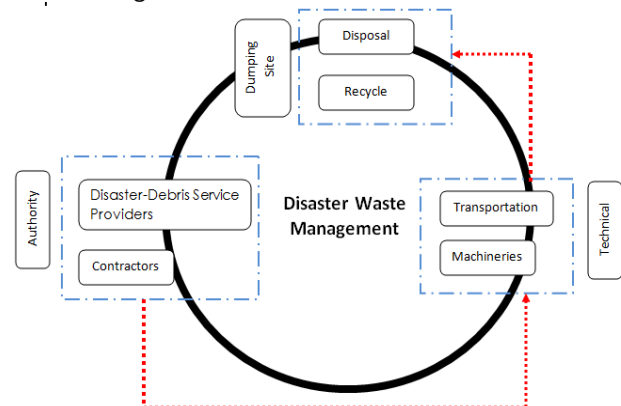 Disposal
Dumping
Site
Recycle
Authority
Disaster-Debris Service
Providers
Contractors
Disaster Waste
Management
Transportation
Machineries
Technical